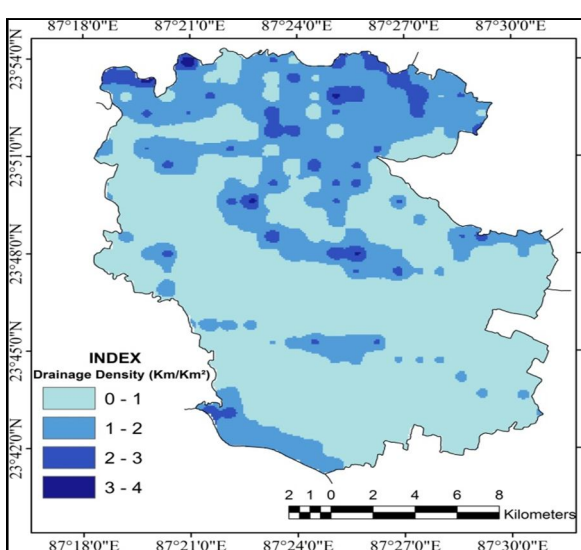 87°18'0"E 87°21'0"E 87°24'0"E 87°27'0"E 87°30'0"E
23°54'0"N
23°51'0"N
23°48'0"N
23°45'0"N
23°42'0"N
INDEX
Drainage Density (Km/Km²)
0 - 1
1 - 2
2 - 3
3 - 4
2 1 0 2 4 6 8
Kilometers
87°18'0"E 87°21'0"E 87°24'0"E 87°27'0"E 87°30'0"E